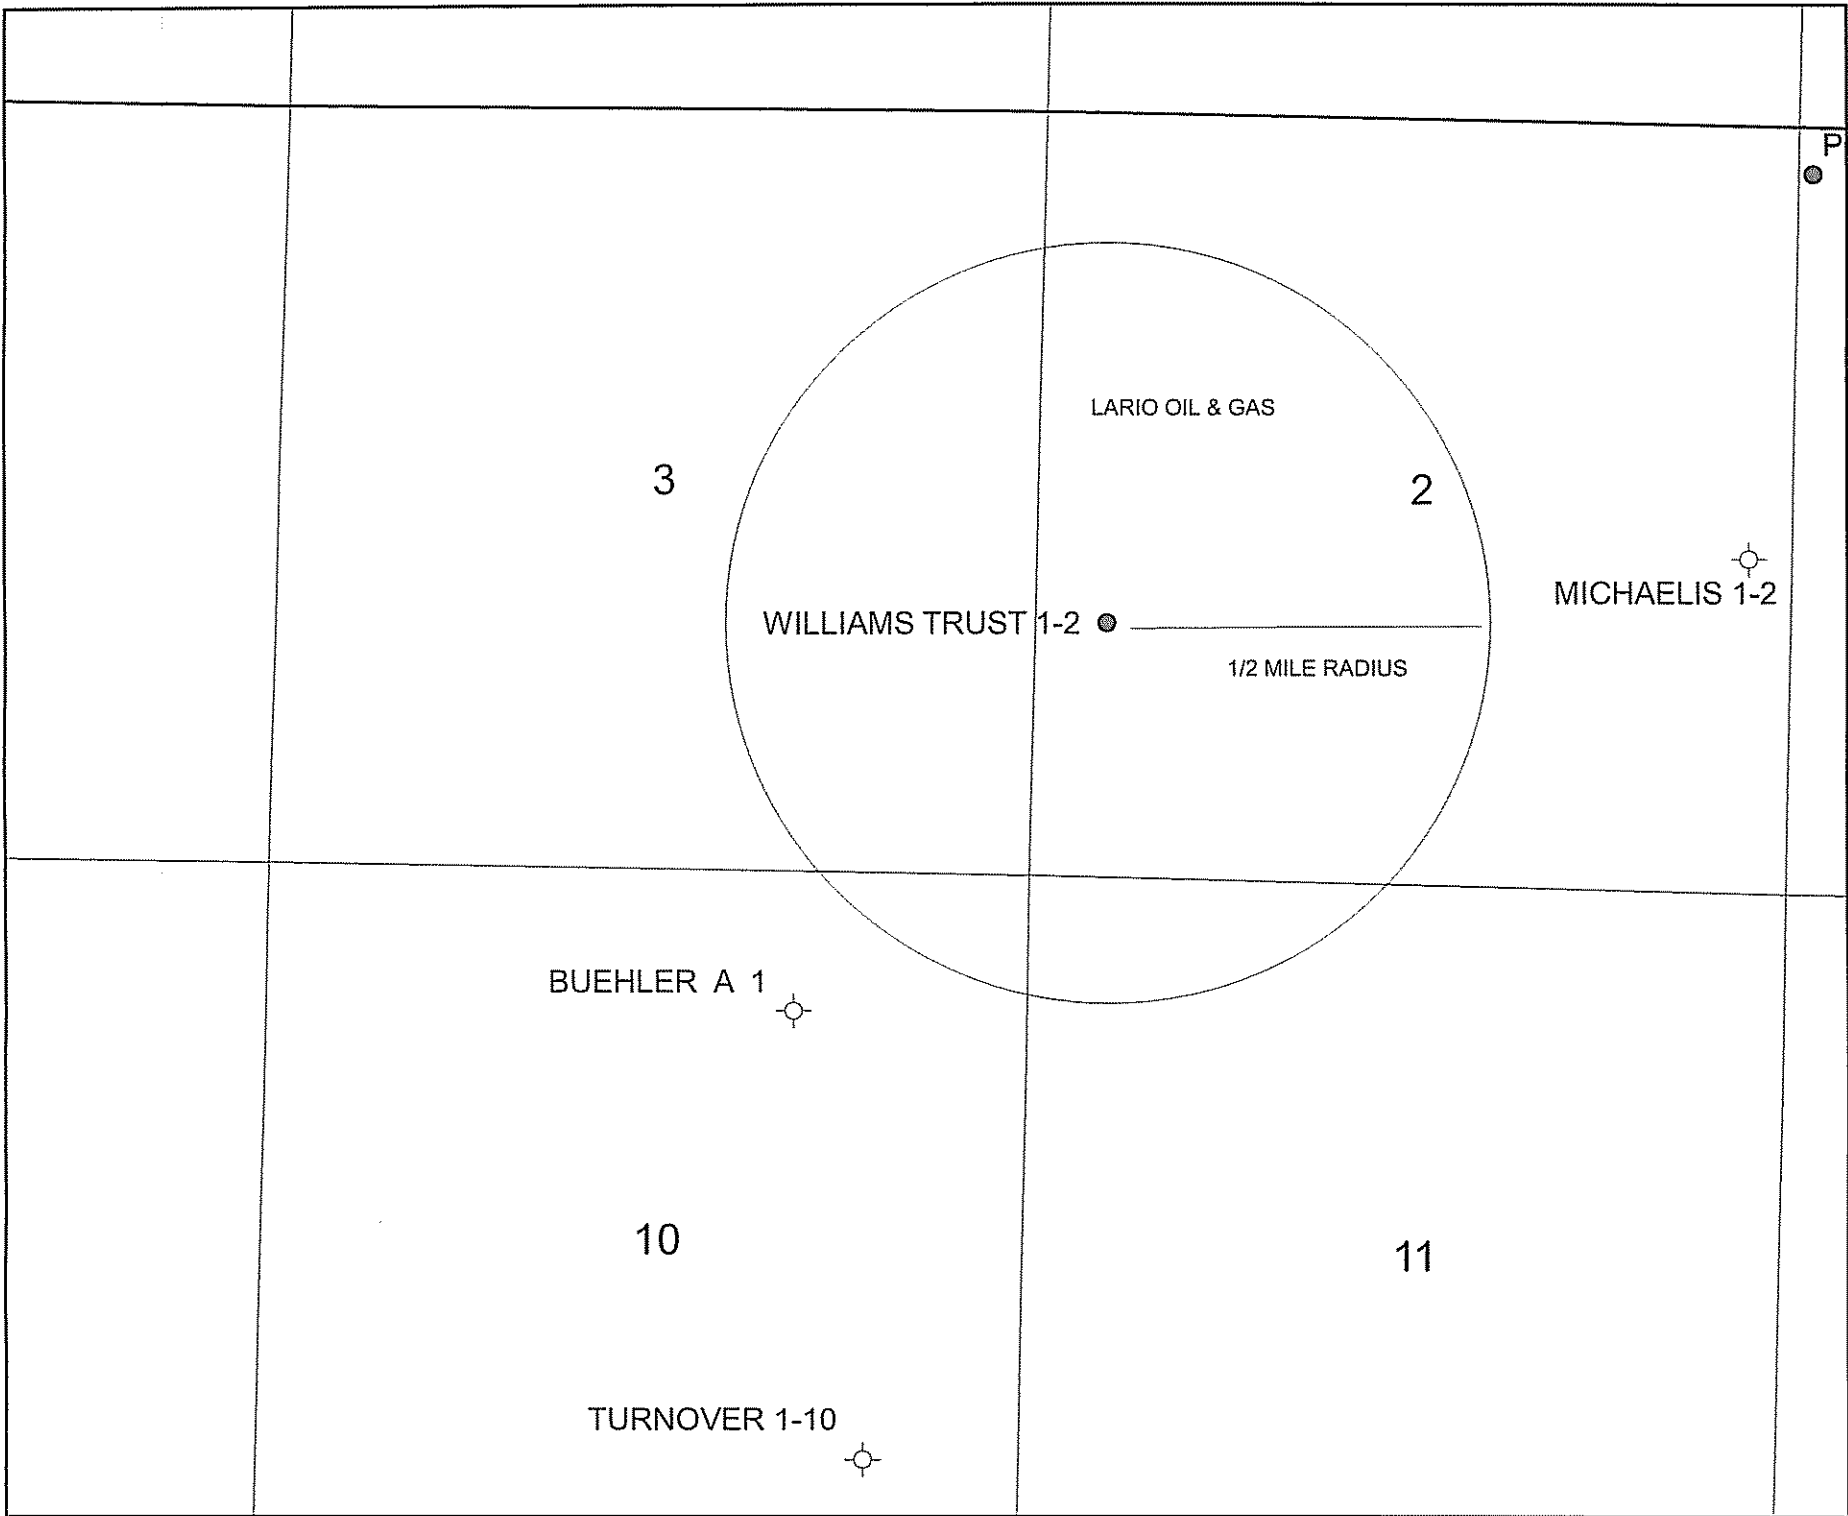 P
LARIO OIL & GAS
3
2
MICHAELIS 1-2
WILLIAMS TRUST 1-2
1/2 MILE RADIUS
BUEHLER A 1
10
11
TURNOVER 1-10